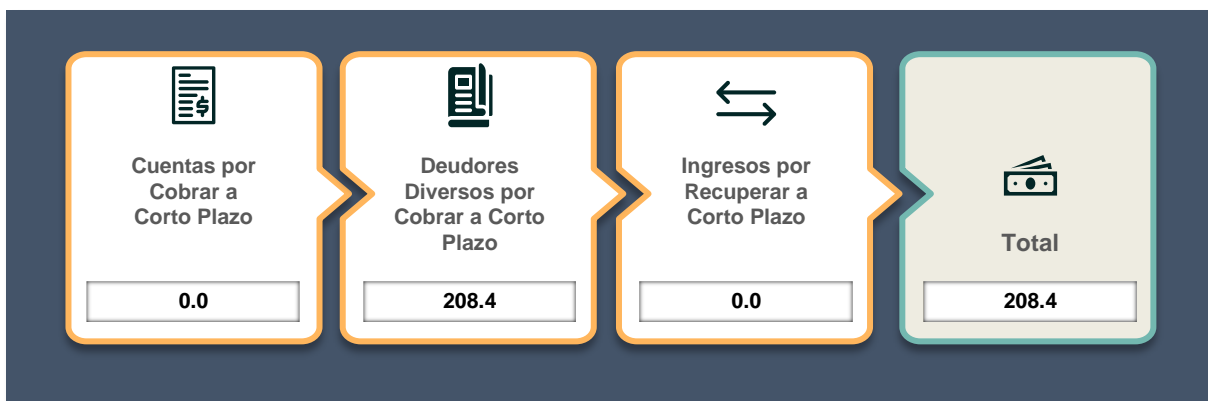 Cuentas por
Cobrar a
Corto Plazo
0.0
Deudores
Diversos por
Cobrar a Corto
Plazo
208.4
Ingresos por
Recuperar a
Corto Plazo
0.0
Total
208.4